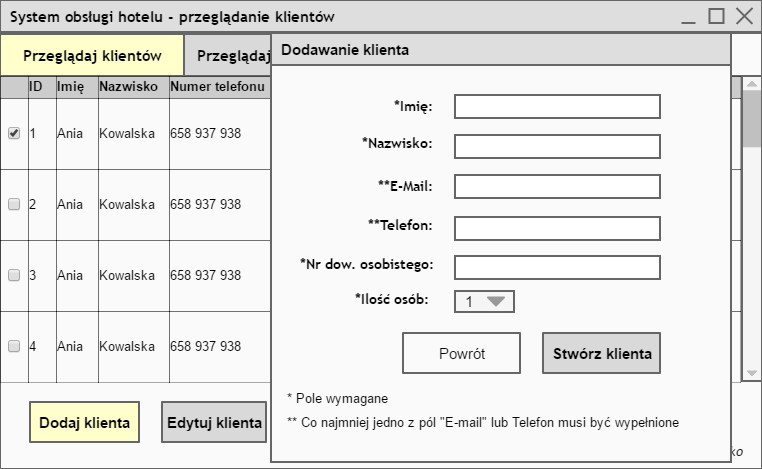 System obsługi hotelu - przeglądanie klientów
Przeglądaj klientów
Przeglądaj
ID Imię Nazwisko Numer telefonu
1 Ania Kowalska 658 937 938
2 Ania Kowalska 658 937 938
3 Ania Kowalska 658 937 938
4 Ania Kowalska 658 937 938
Dodaj klienta
Edytuj klienta
Dodawanie klienta
*Imię:
*Nazwisko:
**E-Mail:
**Telefon:
*Nr dow. osobistego:
*Ilość osób: 1
Powrót
Stwórz klienta
* Pole wymagane
** Co najmniej jedno z pól "E-mail" lub Telefon musi być wypełnione